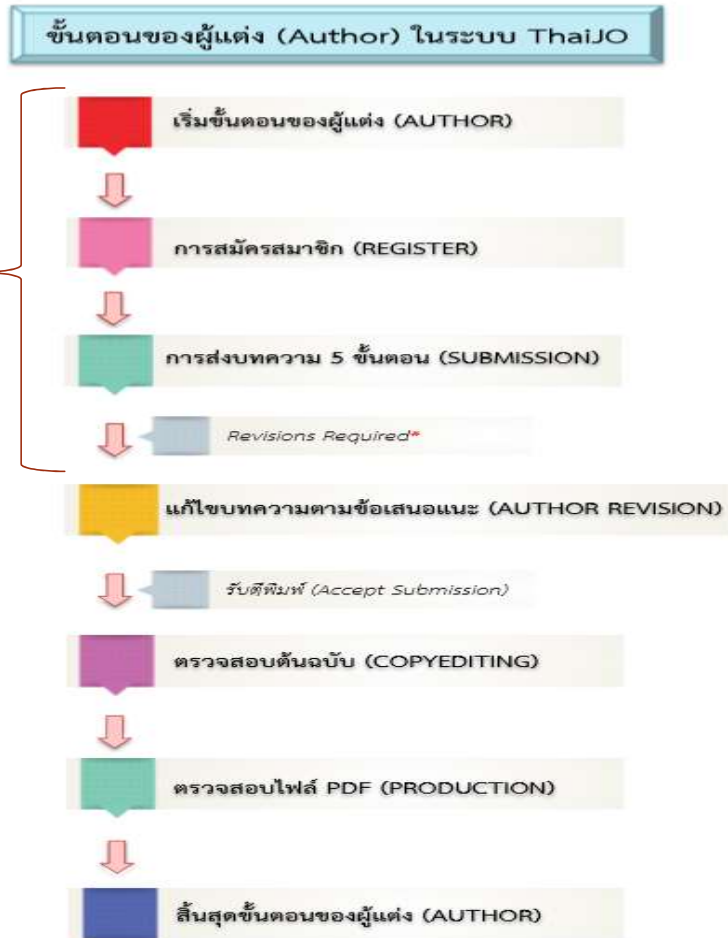 ขั้นตอนของผู้แต่ง (Author) ในระบบ ThaiJO
เริ่มขั้นตอนของผู้แต่ง (AUTHOR)
การสมัครสมาชิก (REGISTER)
การส่งบทความ 5 ขั้นตอน (SUBMISSION)
Revisions Required*
แก้ไขบทความตามข้อเสนอแนะ (AUTHOR REVISION)
รับตีพิมพ์ (Accept Submission)
ตรวจสอบต้นฉบับ (COPYEDITING)
ตรวจสอบไฟล์ PDF (PRODUCTION)
สิ้นสุดขั้นตอนของผู้แต่ง (AUTHOR)